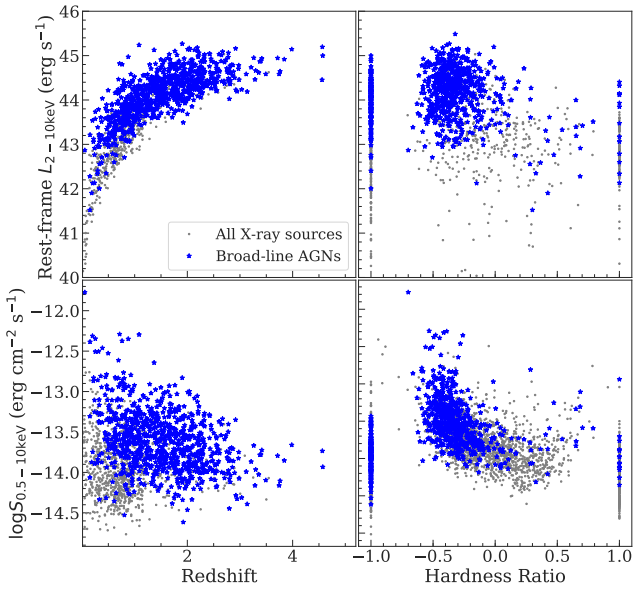 46
45
44
43
42
41
40
Rest-frame L₂₋₁₀ₖₑᵥ (erg s⁻¹)
All X-ray sources
Broad-line AGNs
−12.0
−12.5
−13.0
−13.5
−14.0
−14.5
logS₀.₅₋₁₀ₖₑᵥ (erg cm⁻² s⁻¹)
2 4
Redshift
−1.0 −0.5 0.0 0.5 1.0
Hardness Ratio